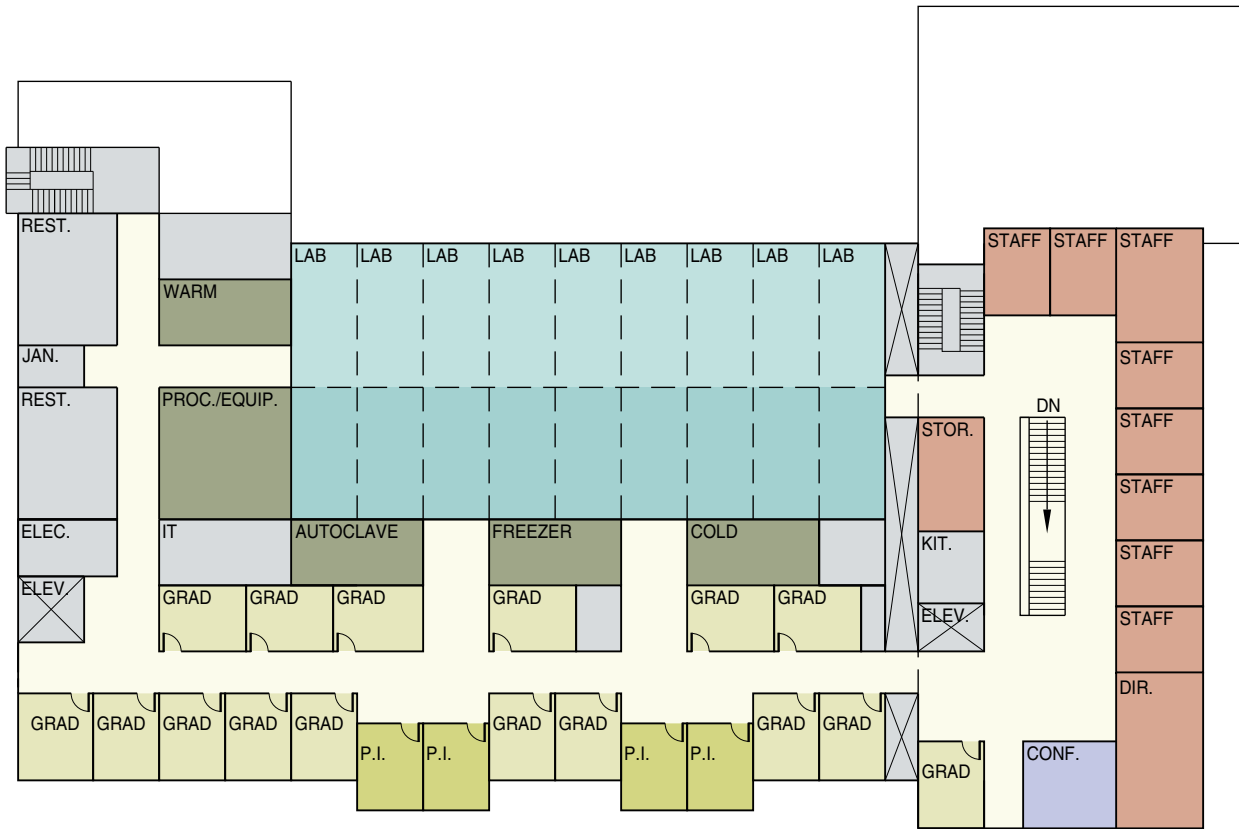 REST.
STAFF
STAFF
STAFF
LAB
LAB
LAB
LAB
LAB
LAB
LAB
LAB
LAB
WARM
JAN.
STAFF
REST.
PROC./EQUIP.
DN
STAFF
STOR.
STAFF
ELEC.
IT
AUTOCLAVE
FREEZER
COLD
KIT.
STAFF
ELEV.
GRAD
GRAD
GRAD
GRAD
GRAD
GRAD
ELEV.
STAFF
DIR.
GRAD
GRAD
GRAD
GRAD
GRAD
P.I.
P.I.
GRAD
GRAD
P.I.
P.I.
GRAD
GRAD
GRAD
CONF.